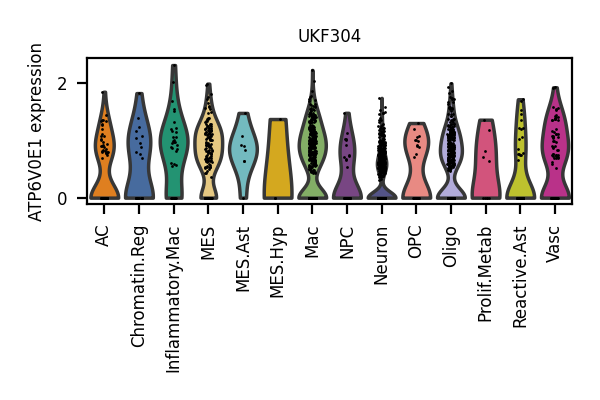 UKF304
ATP6V0E1 expression
2
0
AC
Chromatin.Reg
Inflammatory.Mac
MES
MES.Ast
MES.Hyp
Mac
NPC
Neuron
OPC
Oligo
Prolif.Metab
Reactive.Ast
Vasc